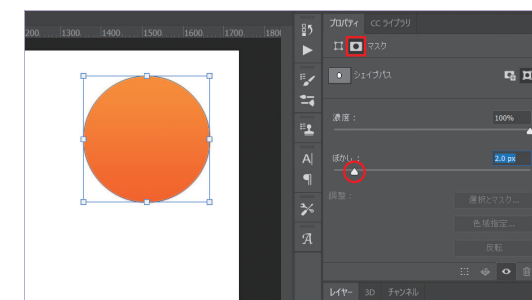 200 1300 1400 1500 1600 1700 1800
プロパティ CC ライブラリ
マスク
シェイプパス
濃度： 100%
ぼかし： 2.0 px
調整：
選択とマスク...
色域指定...
反転
レイヤー 3D チャンネル